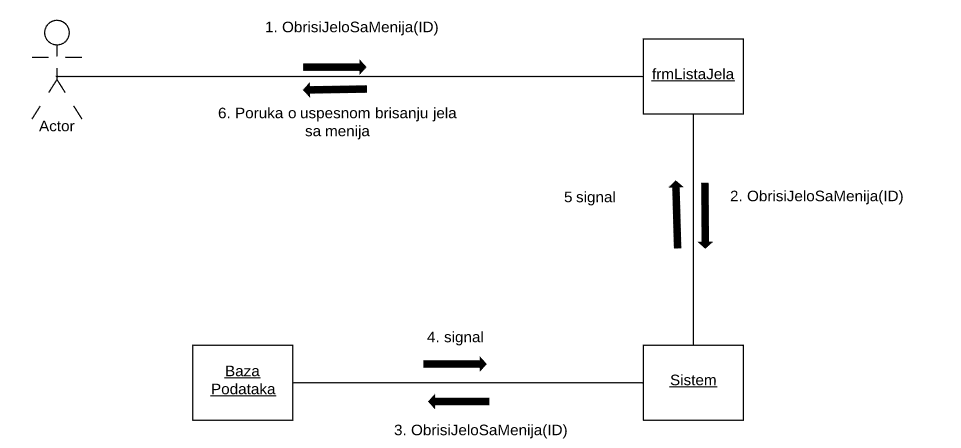 1. ObrisiJeloSaMenija(ID)
frmListaJela
6. Poruka o uspesnom brisanju jela
sa menija
Actor
5 signal
2. ObrisiJeloSaMenija(ID)
4. signal
Baza
Podataka
Sistem
3. ObrisiJeloSaMenija(ID)